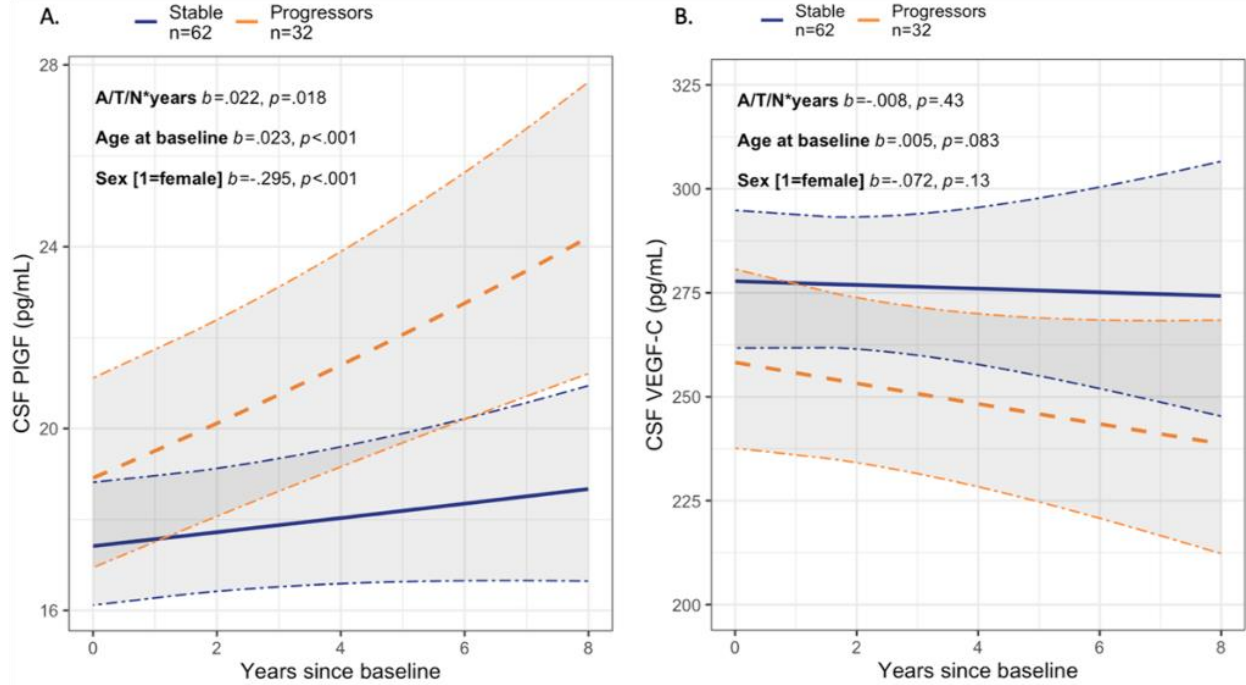 A.
Stable
n=62
Progressors
n=32
28
24
20
16
CSF PlGF (pg/mL)
A/T/N*years b=.022, p=.018
Age at baseline b=.023, p<.001
Sex [1=female] b=-.295, p<.001
0 2 4 6 8
Years since baseline
B.
Stable
n=62
Progressors
n=32
325
300
275
250
225
200
CSF VEGF-C (pg/mL)
A/T/N*years b=-.008, p=.43
Age at baseline b=.005, p=.083
Sex [1=female] b=-.072, p=.13
0 2 4 6 8
Years since baseline